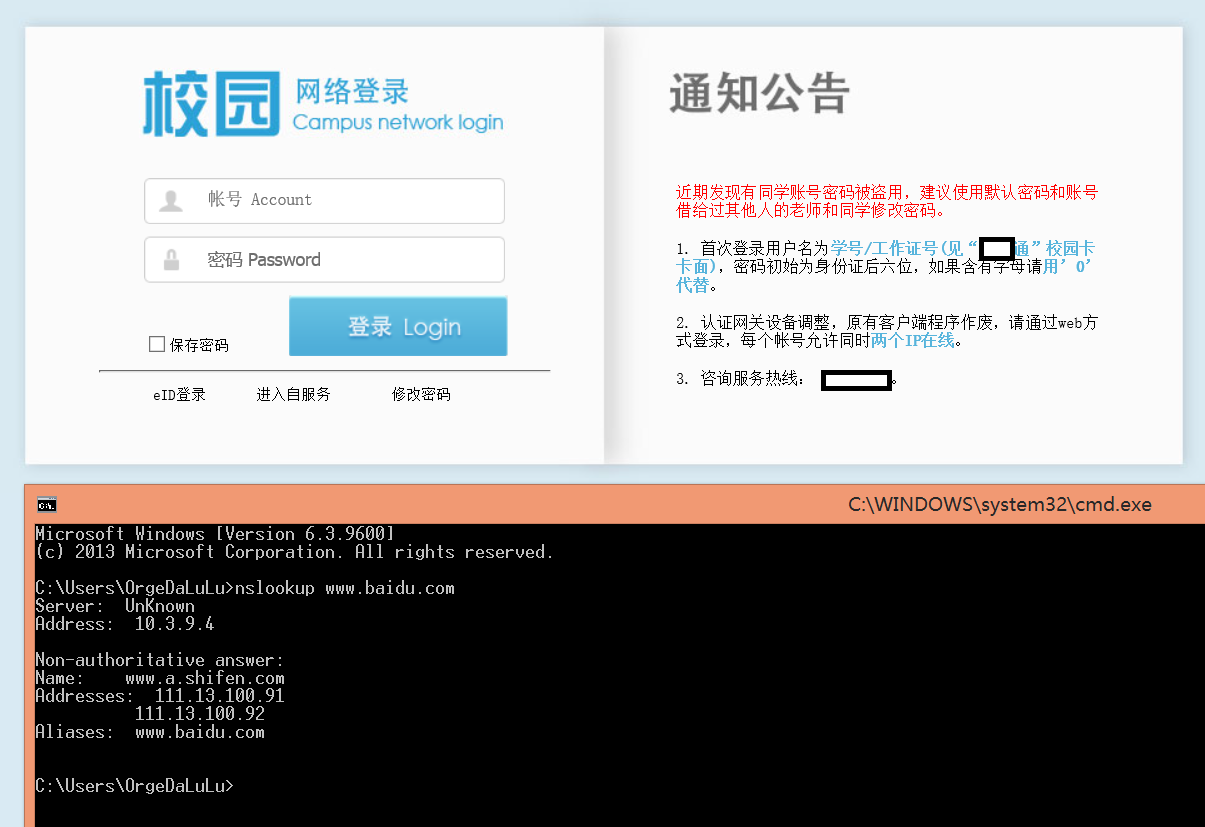 校园 网络登录
Campus network login
帐号 Account
密码 Password
登录 Login
保存密码
eID登录 进入自服务 修改密码
通知公告
近期发现有同学账号密码被盗用，建议使用默认密码和账号
借给过其他人的老师和同学修改密码。
1. 首次登录用户名为学号/工作证号(见“ 通”校园卡
卡面)，密码初始为身份证后六位，如果含有字母请用’0’
代替。
2. 认证网关设备调整，原有客户端程序作废，请通过web方
式登录，每个帐号允许同时两个IP在线。
3. 咨询服务热线： 。
C:\WINDOWS\system32\cmd.exe
Microsoft Windows [Version 6.3.9600]
(c) 2013 Microsoft Corporation. All rights reserved.
C:\Users\OrgeDaLuLu>nslookup www.baidu.com
Server:  UnKnown
Address:  10.3.9.4
Non-authoritative answer:
Name:    www.a.shifen.com
Addresses:  111.13.100.91
111.13.100.92
Aliases:  www.baidu.com
C:\Users\OrgeDaLuLu>